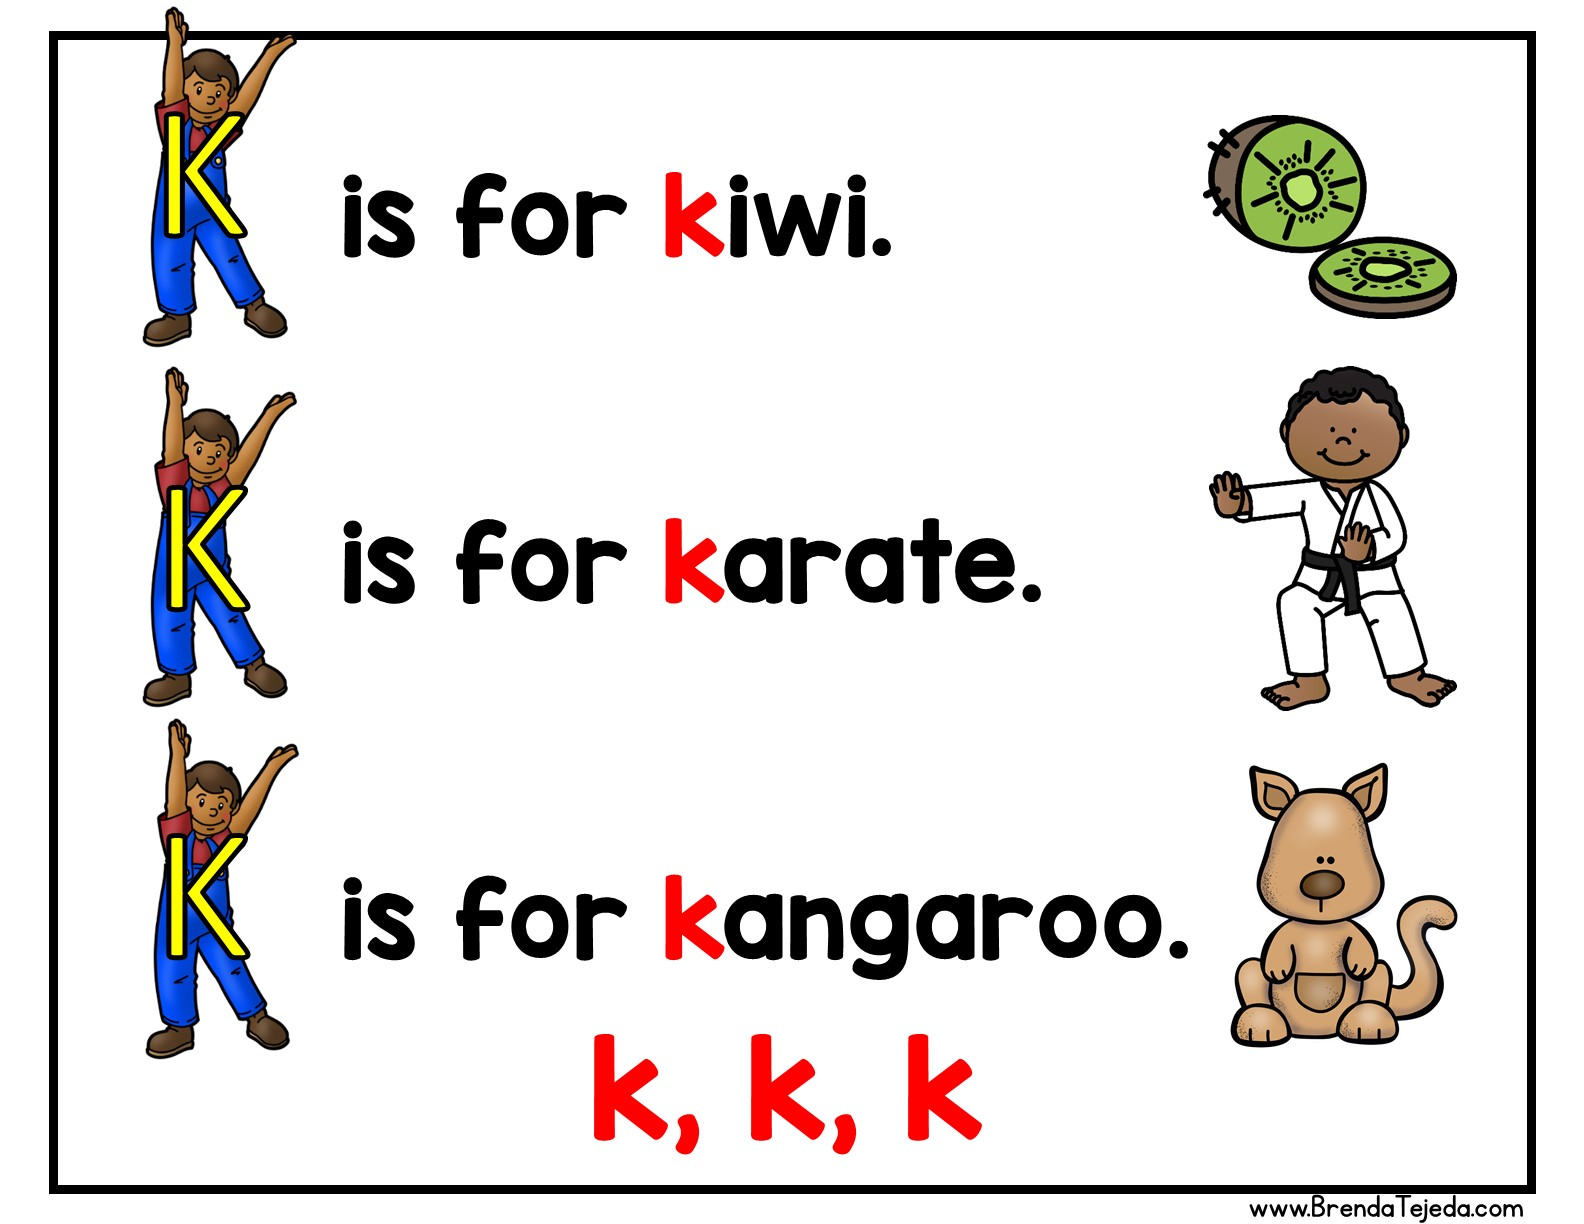 K is for kiwi.
K is for karate.
K is for kangaroo.
k, k, k
www.BrendaTejeda.com